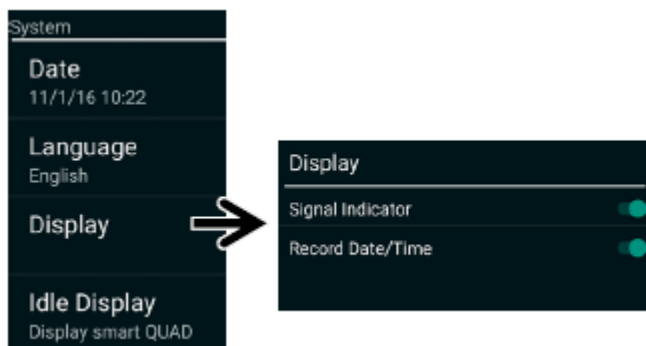 System
Date
11/1/16 10:22
Language
English
Display
Idle Display
Display smart QUAD
Display
Signal Indicator
Record Date/Time